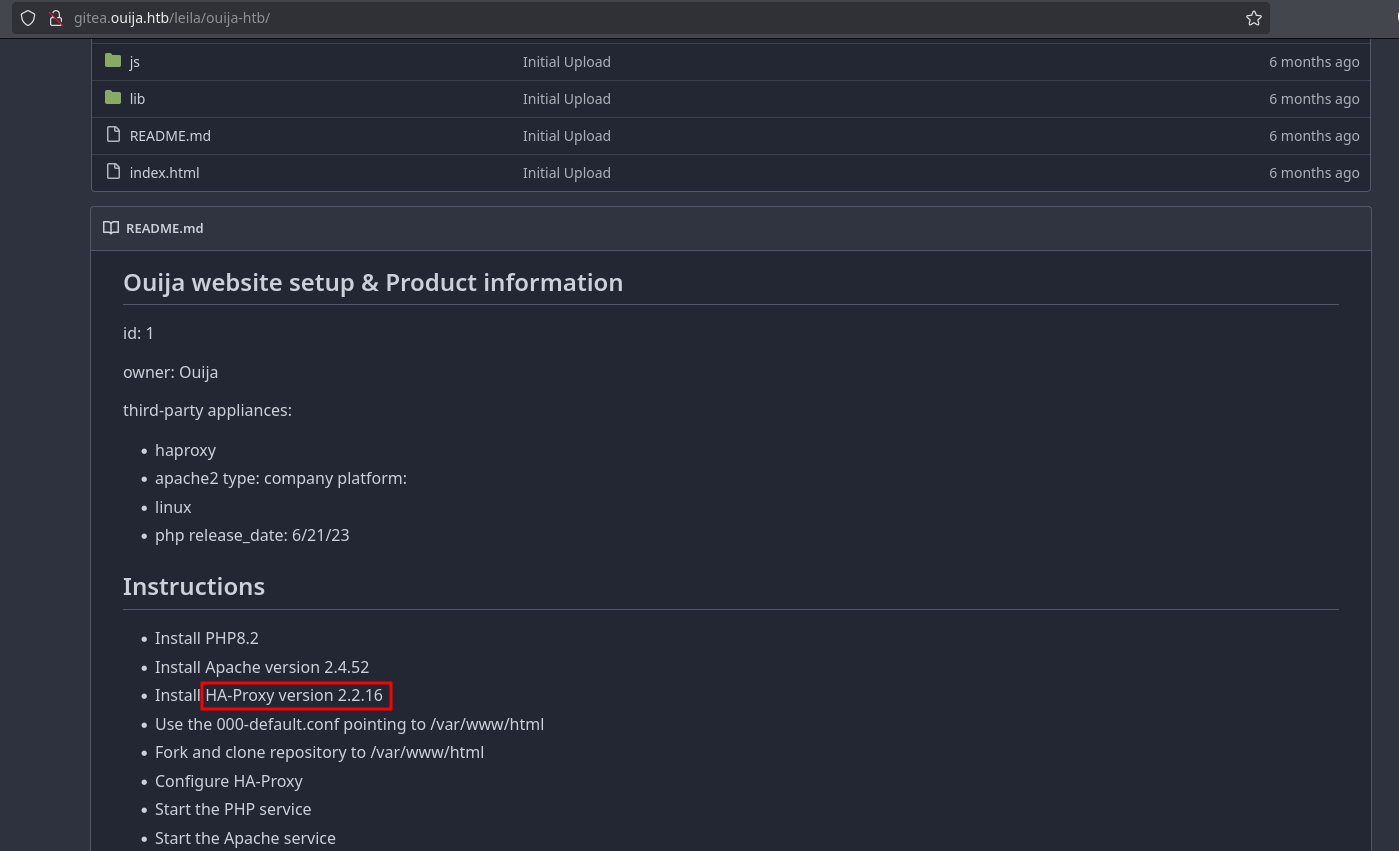 gitea.ouija.htb/leila/ouija-htb/
js Initial Upload 6 months ago
lib Initial Upload 6 months ago
README.md Initial Upload 6 months ago
index.html Initial Upload 6 months ago
README.md
Ouija website setup & Product information
id: 1
owner: Ouija
third-party appliances:
• haproxy
• apache2 type: company platform:
• linux
• php release_date: 6/21/23
Instructions
• Install PHP8.2
• Install Apache version 2.4.52
• Install HA-Proxy version 2.2.16
• Use the 000-default.conf pointing to /var/www/html
• Fork and clone repository to /var/www/html
• Configure HA-Proxy
• Start the PHP service
• Start the Apache service